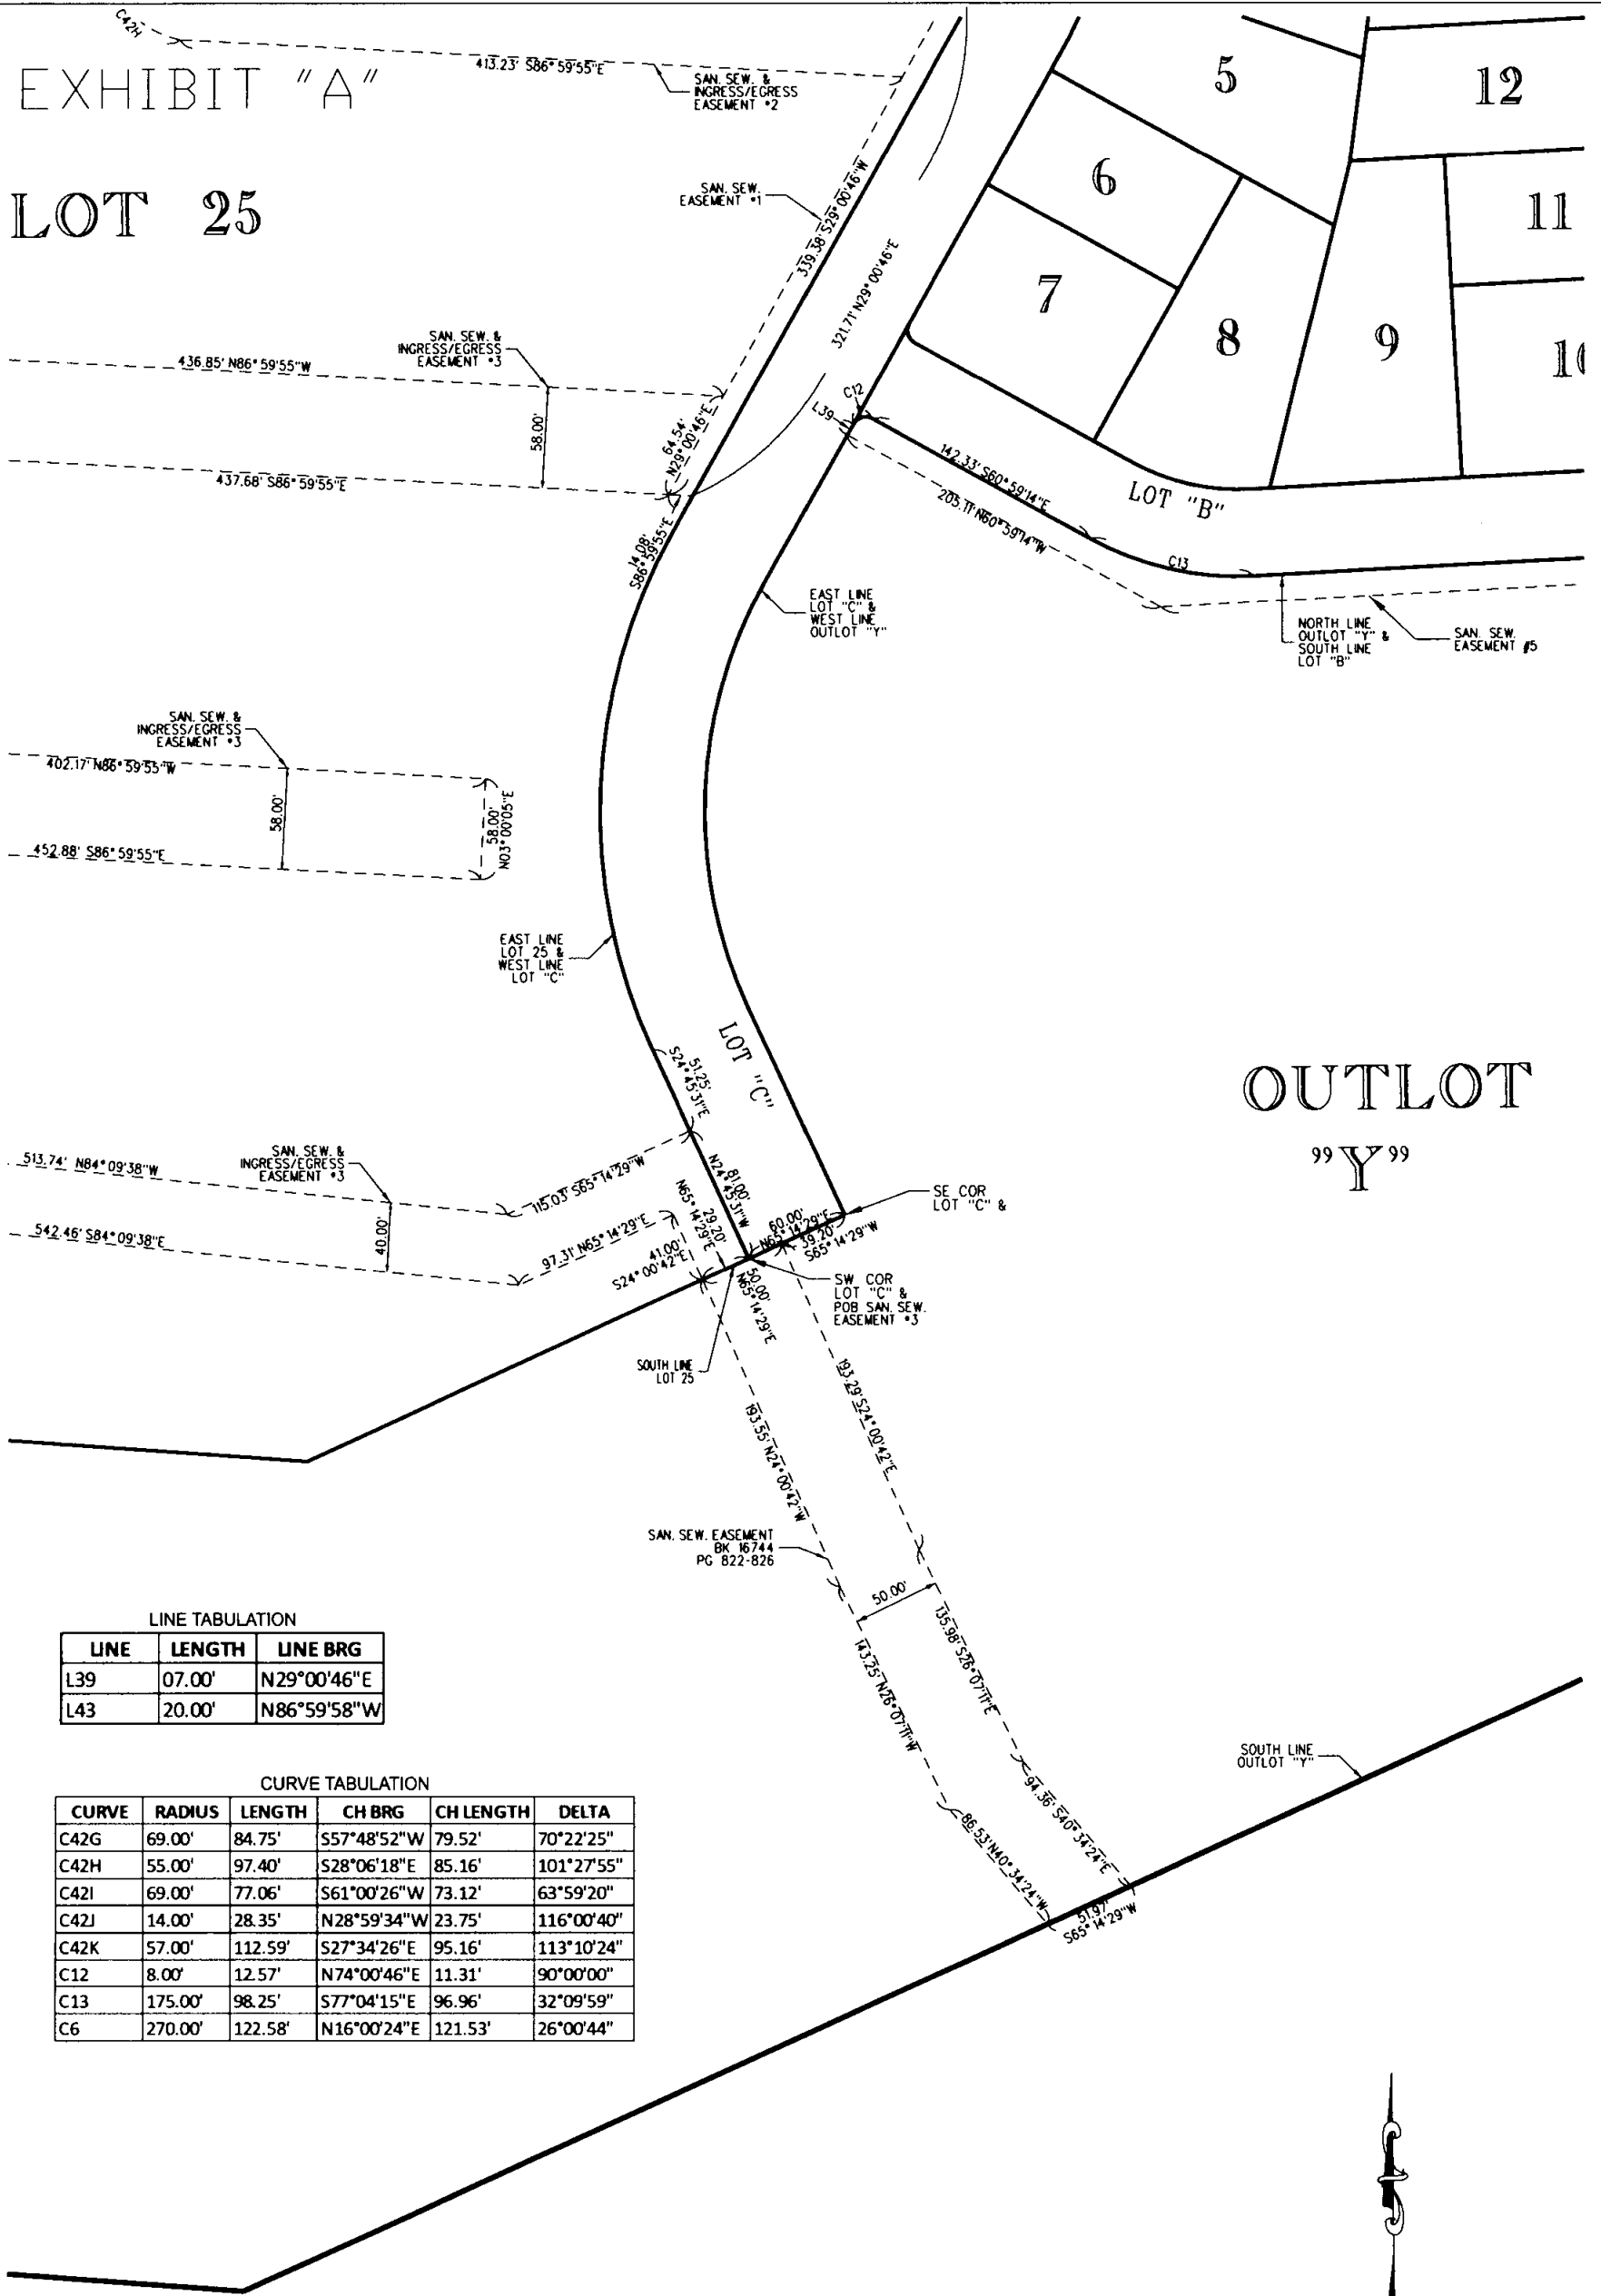 C42H
413.23' S86°59'55"E
EXHIBIT "A"
SAN. SEW. &
INGRESS/EGRESS
EASEMENT •2
5
12
6
SAN. SEW.
EASEMENT •1
339.38' S29°00'46"W
LOT 25
11
321.71' N29°00'46"E
7
8
9
10
SAN. SEW. &
INGRESS/EGRESS
EASEMENT •3
436.85' N86°59'55"W
58.00'
64.54'
N29°00'46"E
C12
L39
437.68' S86°59'55"E
142.33' S60°59'14"E
205.11' N60°59'14"W
LOT "B"
14.08'
S86°59'55"E
C13
EAST LINE
LOT "C" &
WEST LINE
OUTLOT "Y"
NORTH LINE
OUTLOT "Y" &
SOUTH LINE
LOT "B"
SAN. SEW.
EASEMENT #5
SAN. SEW. &
INGRESS/EGRESS
EASEMENT •3
402.17' N86°59'55"W
58.00'
58.00'
N03°00'05"E
452.88' S86°59'55"E
EAST LINE
LOT 25 &
WEST LINE
LOT "C"
LOT "C"
51.25'
S24°45'31"E
OUTLOT
"Y"
SAN. SEW. &
INGRESS/EGRESS
EASEMENT •3
513.74' N84°09'38"W
115.03' S65°14'29"W
81.00'
N24°45'31"W
29.20'
N65°14'29"E
SE COR
LOT "C" &
60.00'
N65°14'29"E
39.20'
S65°14'29"W
542.46' S84°09'38"E
40.00'
97.31' N65°14'29"E
41.00'
S24°00'42"E
50.00'
N65°14'29"E
SW COR
LOT "C" &
POB SAN. SEW.
EASEMENT •3
SOUTH LINE
LOT 25
193.29' S24°00'42"E
193.55' N24°00'42"W
SAN. SEW. EASEMENT
BK 16744
PG 822-826
50.00'
135.98' S26°07'11"E
143.25' N26°07'11"W
SOUTH LINE
OUTLOT "Y"
94.36' S40°34'24"E
86.53' N40°34'24"W
51.97'
S65°14'29"W
LINE TABULATION
LINE LENGTH LINE BRG
L39 07.00' N29°00'46"E
L43 20.00' N86°59'58"W
CURVE TABULATION
CURVE RADIUS LENGTH CH BRG CH LENGTH DELTA
C42G 69.00' 84.75' S57°48'52"W 79.52' 70°22'25"
C42H 55.00' 97.40' S28°06'18"E 85.16' 101°27'55"
C42I 69.00' 77.06' S61°00'26"W 73.12' 63°59'20"
C42J 14.00' 28.35' N28°59'34"W 23.75' 116°00'40"
C42K 57.00' 112.59' S27°34'26"E 95.16' 113°10'24"
C12 8.00' 12.57' N74°00'46"E 11.31' 90°00'00"
C13 175.00' 98.25' S77°04'15"E 96.96' 32°09'59"
C6 270.00' 122.58' N16°00'24"E 121.53' 26°00'44"